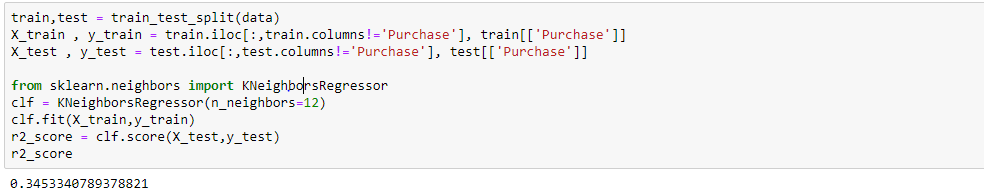 train,test = train_test_split(data)
X_train , y_train = train.iloc[:,train.columns!='Purchase'], train[['Purchase']]
X_test , y_test = test.iloc[:,test.columns!='Purchase'], test[['Purchase']]
from sklearn.neighbors import KNeighborsRegressor
clf = KNeighborsRegressor(n_neighbors=12)
clf.fit(X_train,y_train)
r2_score = clf.score(X_test,y_test)
r2_score
0.3453340789378821